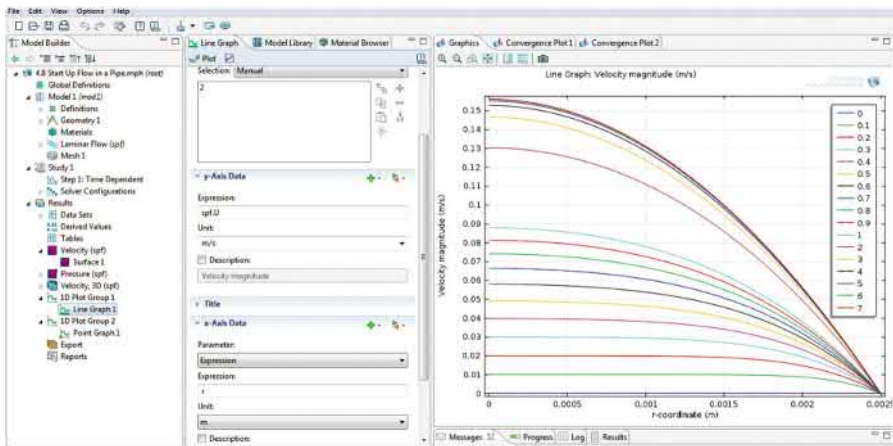 File Edit View Options Help
Model Builder
4.8 Start Up Flow in a Pipe.mph (root)
Global Definitions
Model 1 (mod1)
Definitions
Geometry 1
Materials
Laminar Flow (spf)
Mesh 1
Study 1
Step 1: Time Dependent
Solver Configurations
Results
Data Sets
Derived Values
Tables
Velocity (spf)
Surface 1
Pressure (spf)
Velocity, 3D (spf)
1D Plot Group 1
Line Graph 1
1D Plot Group 2
Point Graph 1
Export
Reports
Line Graph Model Library Material Browser
Plot
Selection: Manual
2
y-Axis Data
Expression:
spf.U
Unit:
m/s
Description:
Velocity magnitude
Title
x-Axis Data
Parameter:
Expression
Expression:
r
Unit:
m
Description:
Graphics Convergence Plot 1 Convergence Plot 2
Line Graph: Velocity magnitude (m/s)
Velocity magnitude (m/s)
0.15
0.14
0.13
0.12
0.11
0.1
0.09
0.08
0.07
0.06
0.05
0.04
0.03
0.02
0.01
0
0 0.0005 0.001 0.0015 0.002 0.0025
r-coordinate (m)
0
0.1
0.2
0.3
0.4
0.5
0.6
0.7
0.8
0.9
1
2
3
4
5
6
7
Messages Progress Log Results